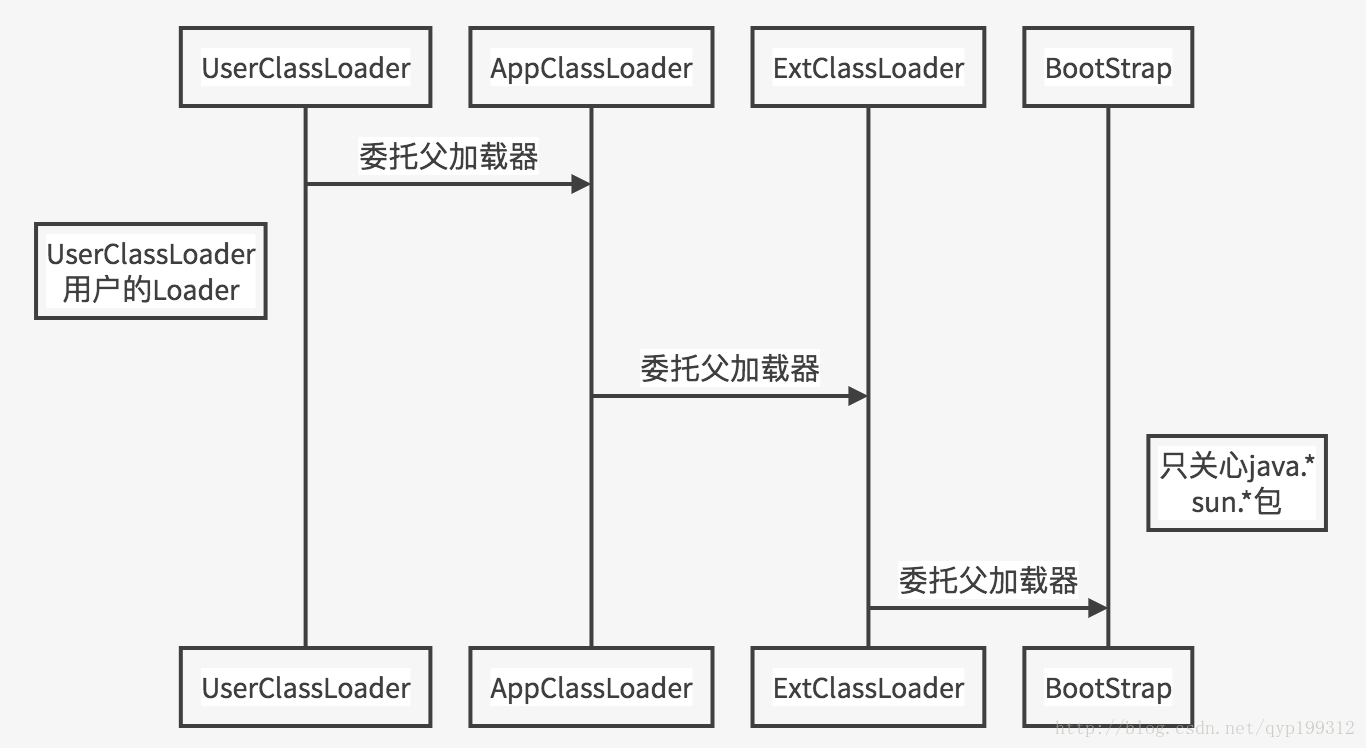 UserClassLoader
AppClassLoader
ExtClassLoader
BootStrap
委托父加载器
UserClassLoader
用户的Loader
委托父加载器
只关心java.*
sun.*包
委托父加载器
UserClassLoader
AppClassLoader
ExtClassLoader
BootStrap
http://blog.csdn.net/qyp199312